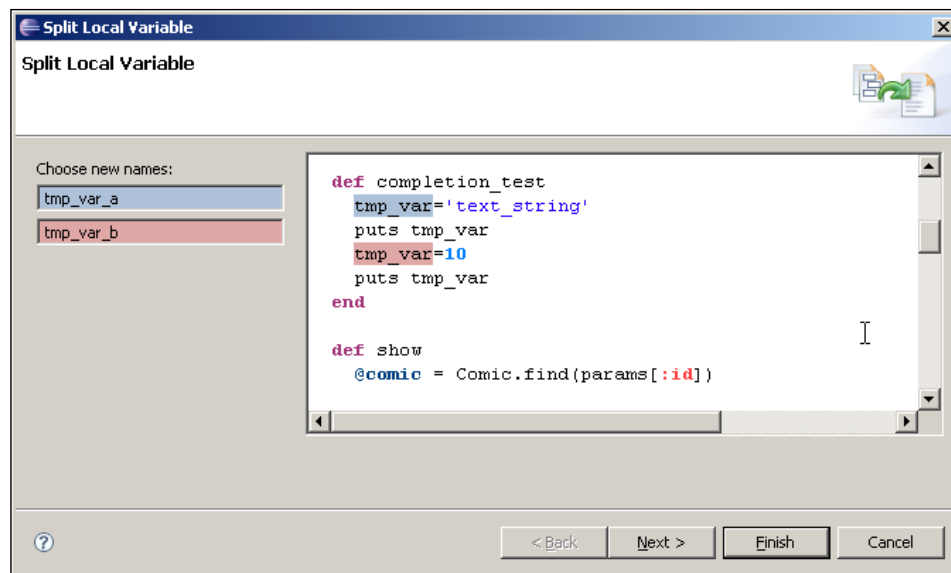 Split Local Variable
Split Local Variable
Choose new names:
tmp_var_a
tmp_var_b
def completion_test
tmp_var='text_string'
puts tmp_var
tmp_var=10
puts tmp_var
end
def show
@comic = Comic.find(params[:id])
?
< Back
Next >
Finish
Cancel